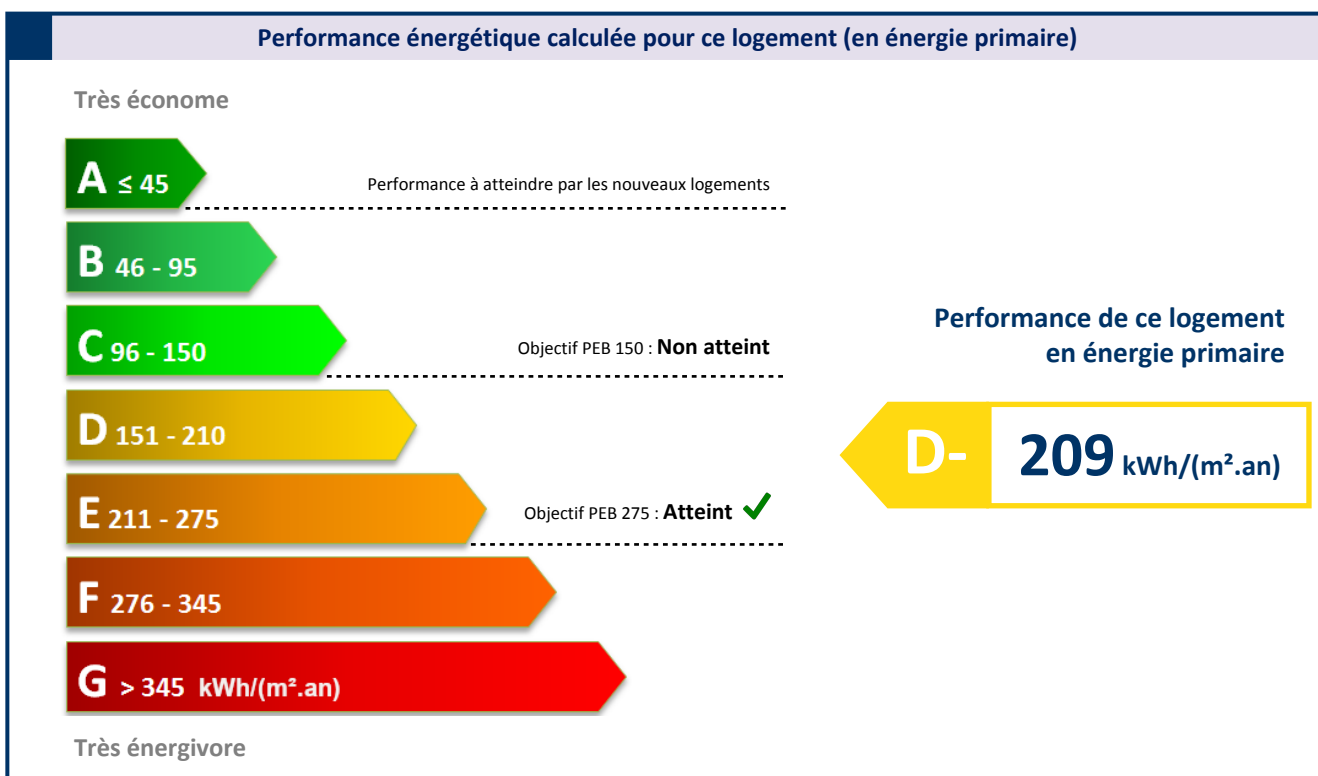 Performance énergétique calculée pour ce logement (en énergie primaire)
Très économe
A ≤ 45
Performance à atteindre par les nouveaux logements
B 46 - 95
C 96 - 150
Objectif PEB 150 : Non atteint
D 151 - 210
E 211 - 275
Objectif PEB 275 : Atteint ✓
F 276 - 345
G > 345 kWh/(m².an)
Très énergivore
Performance de ce logement
en énergie primaire
D- 209 kWh/(m².an)